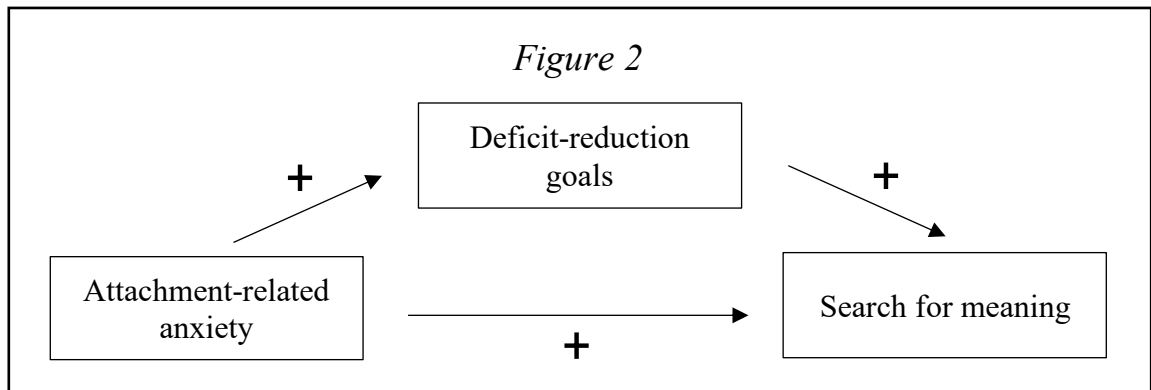 Figure 2
Deficit-reduction
goals
+
+
Attachment-related
anxiety
Search for meaning
+